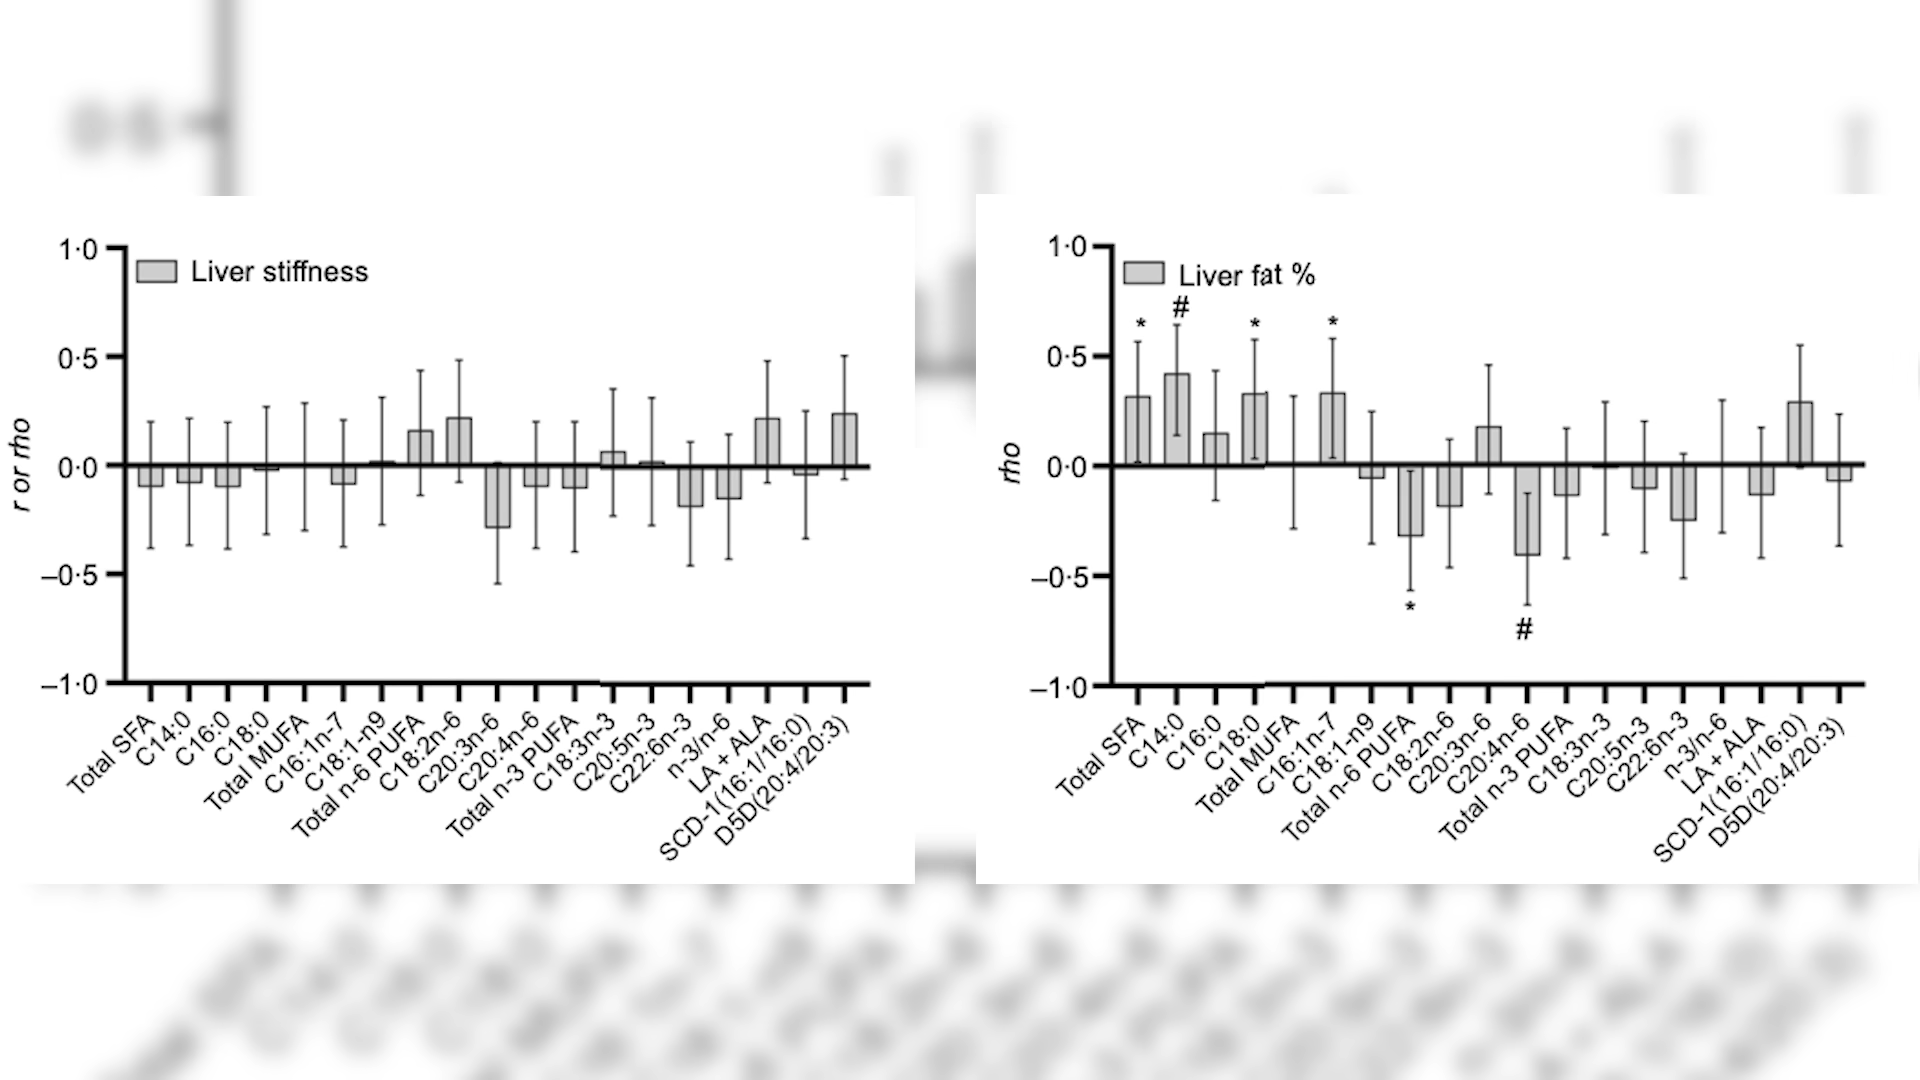 1·0
Liver stiffness
0·5
0·0
–0·5
–1·0
r or rho
Total SFA
C14:0
C16:0
C18:0
Total MUFA
C16:1n-7
C18:1-n9
Total n-6 PUFA
C18:2n-6
C20:3n-6
C20:4n-6
Total n-3 PUFA
C18:3n-3
C20:5n-3
C22:6n-3
n-3/n-6
LA + ALA
SCD-1(16:1/16:0)
D5D(20:4/20:3)
1·0
Liver fat %
* # * *
0·5
0·0
–0·5
* #
–1·0
rho
Total SFA
C14:0
C16:0
C18:0
Total MUFA
C16:1n-7
C18:1-n9
Total n-6 PUFA
C18:2n-6
C20:3n-6
C20:4n-6
Total n-3 PUFA
C18:3n-3
C20:5n-3
C22:6n-3
n-3/n-6
LA + ALA
SCD-1(16:1/16:0)
D5D(20:4/20:3)